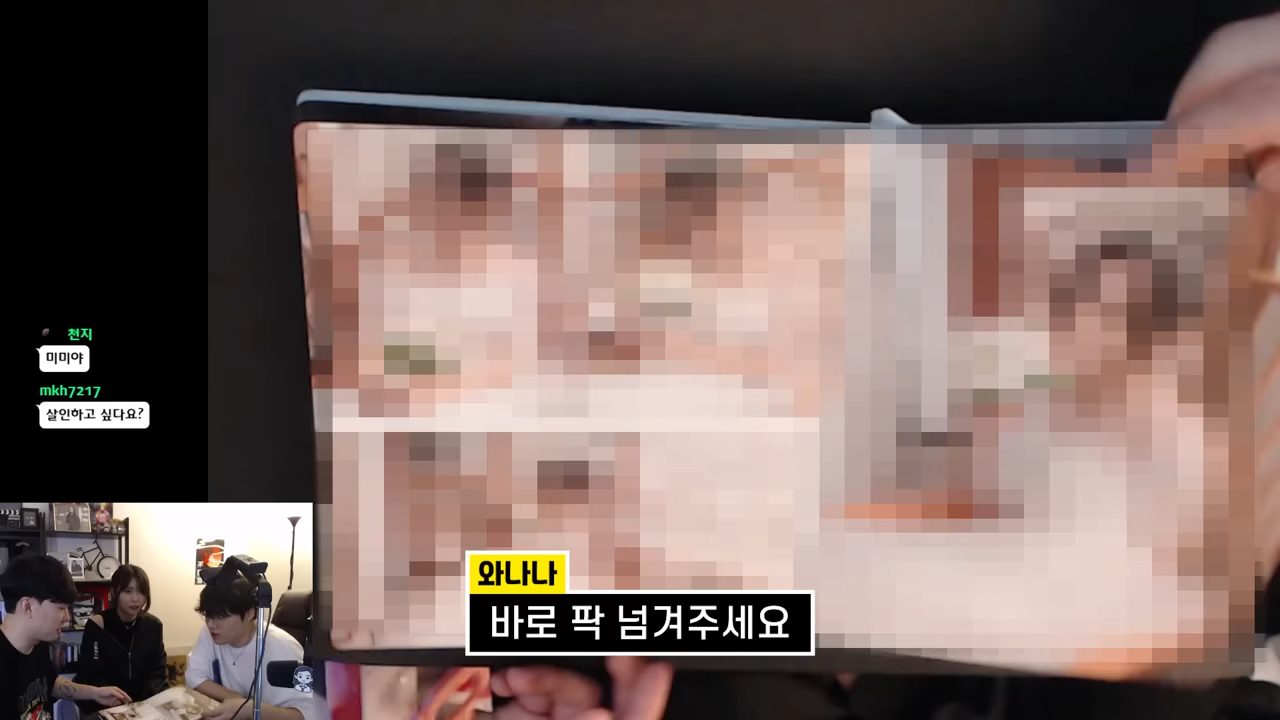 천지
미미야
mkh7217
살인하고 싶다요?
와나나
바로 팍 넘겨주세요